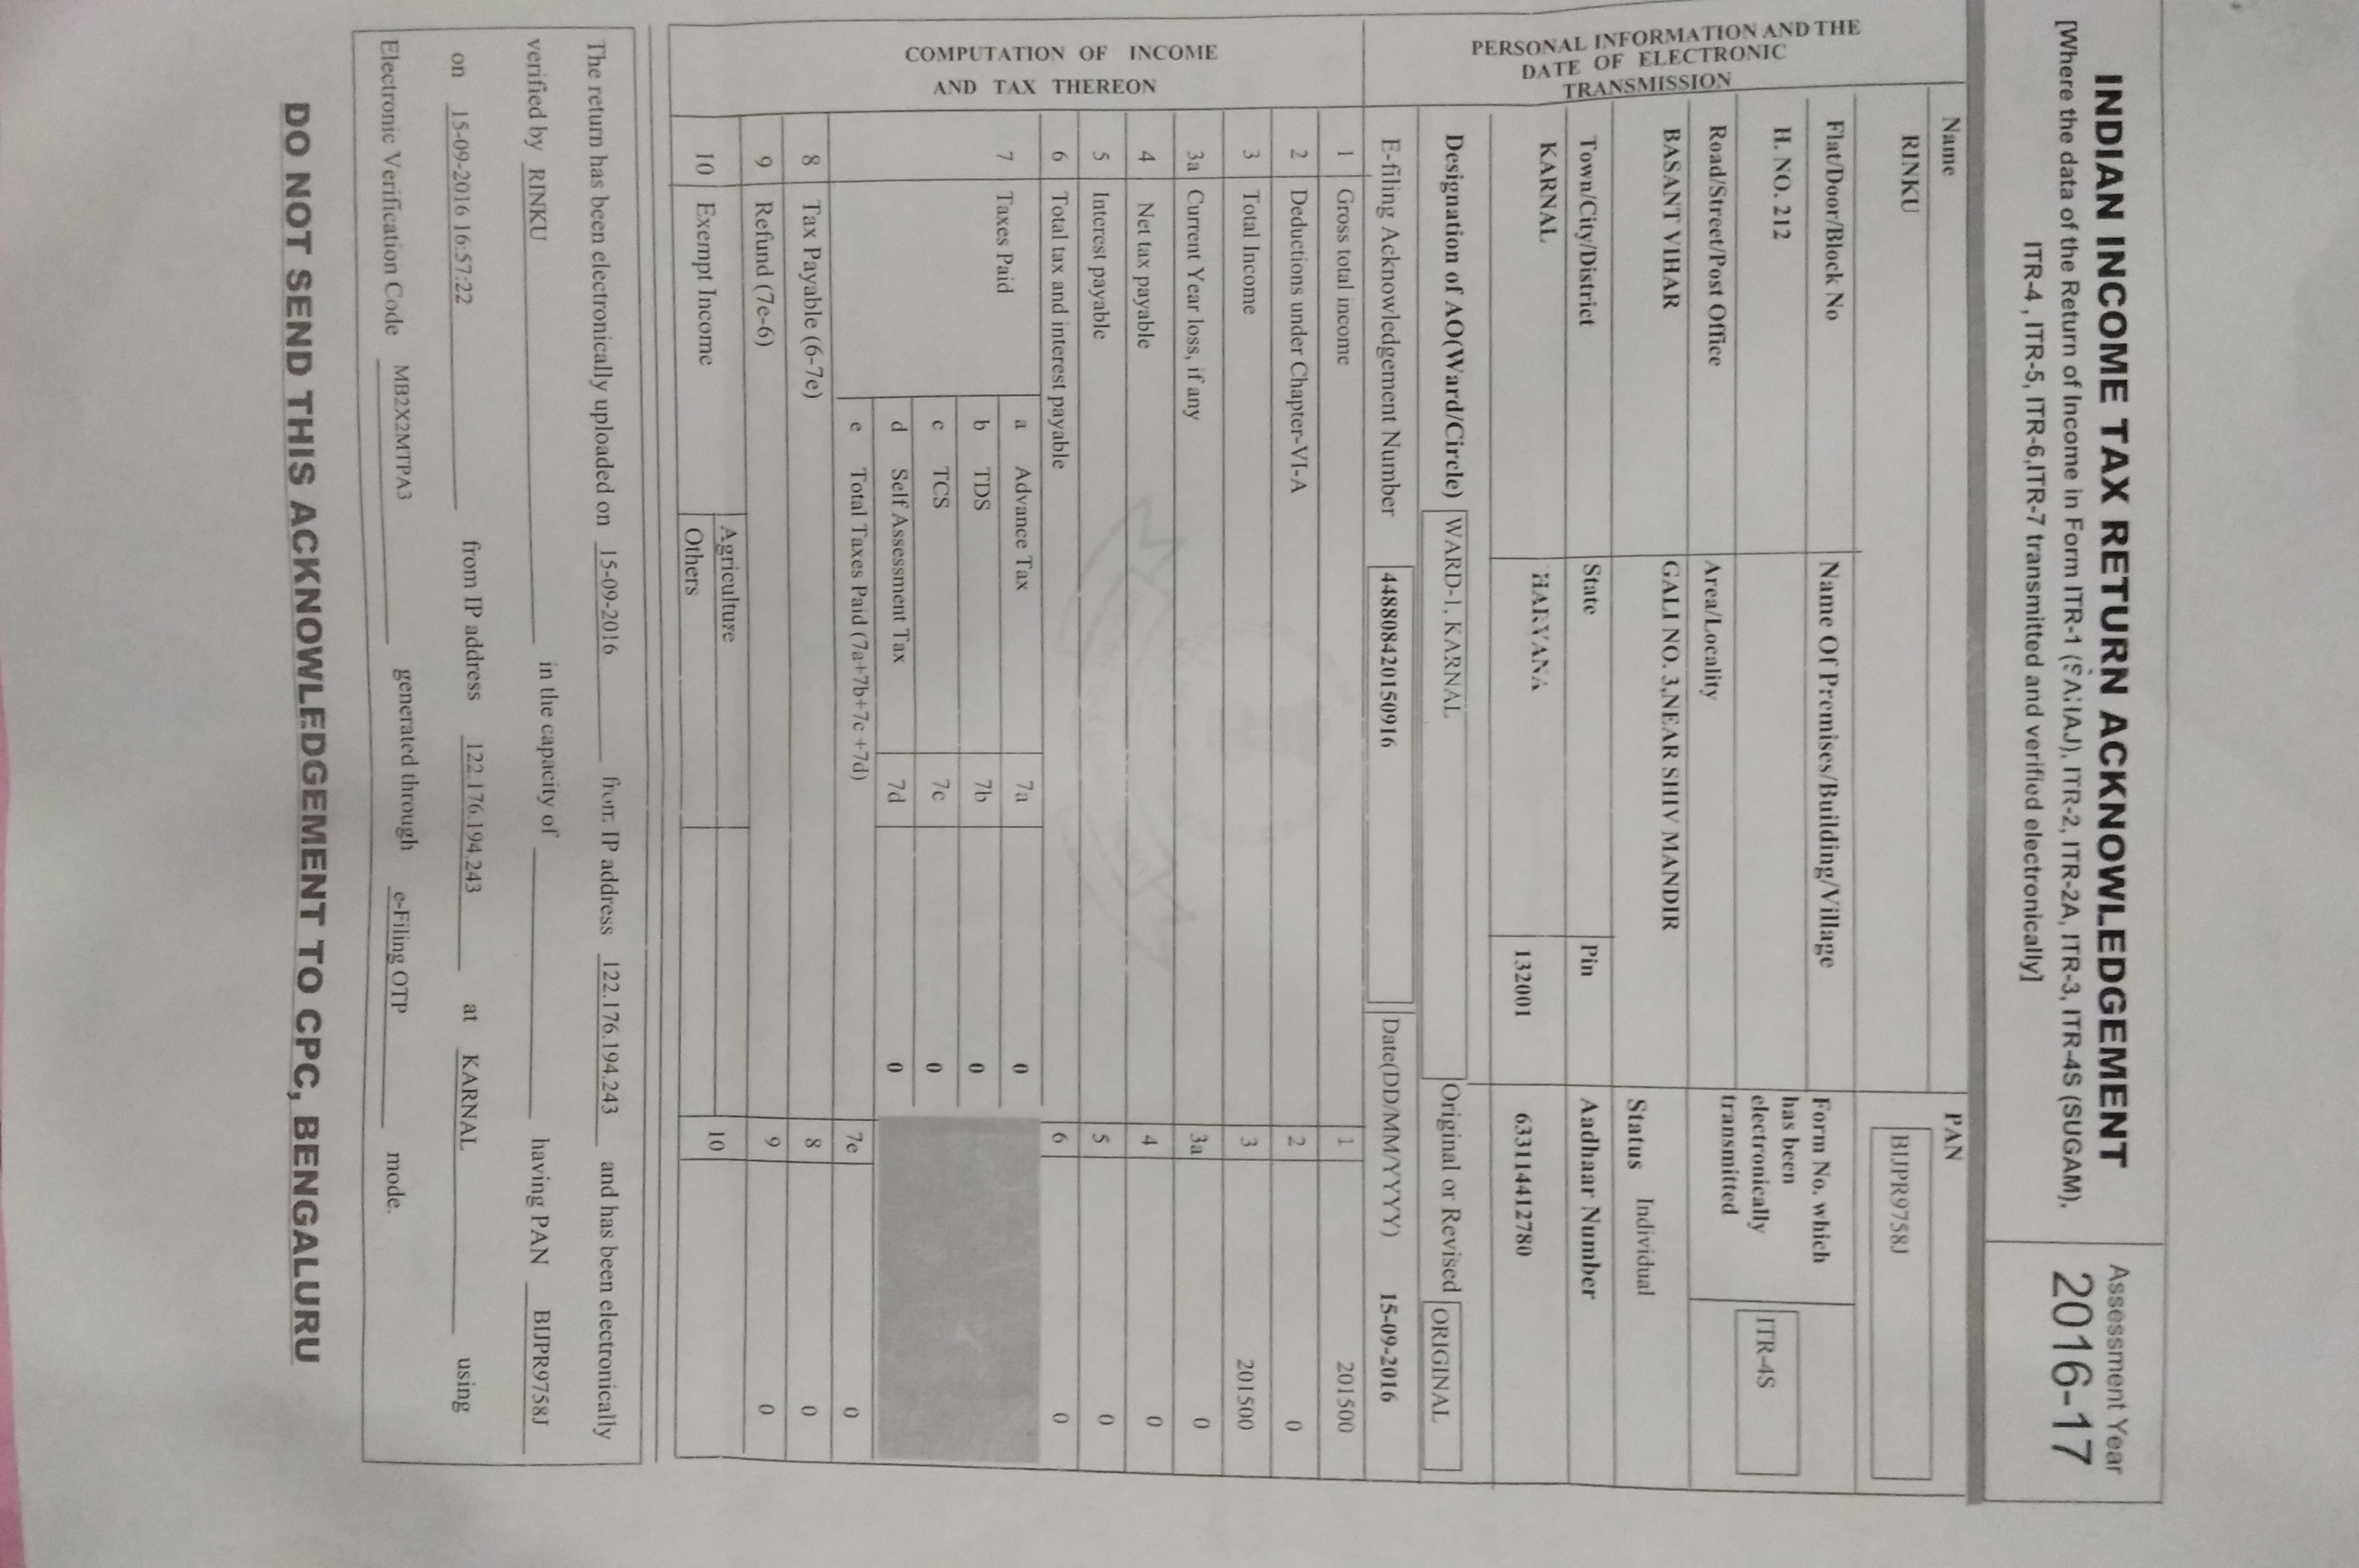 INDIAN INCOME TAX RETURN ACKNOWLEDGEMENT
[Where the data of the Return of Income in Form ITR-1 (SAHAJ), ITR-2, ITR-2A, ITR-3, ITR-4S (SUGAM),
ITR-4 , ITR-5, ITR-6,ITR-7 transmitted and verified electronically]
Assessment Year
2016-17
PERSONAL INFORMATION AND THE
DATE OF ELECTRONIC
TRANSMISSION
Name
RINKU
PAN
BIJPR9758J
Flat/Door/Block No
H. NO. 212
Name Of Premises/Building/Village
Form No. which
has been
electronically
transmitted
ITR-4S
Road/Street/Post Office
BASANT VIHAR
Area/Locality
GALI NO. 3,NEAR SHIV MANDIR
Status Individual
Town/City/District
KARNAL
State
HARYANA
Pin
132001
Aadhaar Number
633114412780
Designation of AO(Ward/Circle) WARD-1, KARNAL
Original or Revised ORIGINAL
E-filing Acknowledgement Number 448808420150916
Date(DD/MM/YYYY) 15-09-2016
COMPUTATION OF INCOME
AND TAX THEREON
1 Gross total income 1 201500
2 Deductions under Chapter-VI-A 2 0
3 Total Income 3 201500
3a Current Year loss, if any 3a 0
4 Net tax payable 4 0
5 Interest payable 5 0
6 Total tax and interest payable 6 0
7 Taxes Paid
a Advance Tax 7a 0
b TDS 7b 0
c TCS 7c 0
d Self Assessment Tax 7d 0
e Total Taxes Paid (7a+7b+7c +7d) 7e 0
8 Tax Payable (6-7e) 8 0
9 Refund (7e-6) 9 0
10 Exempt Income
Agriculture
Others
10
The return has been electronically uploaded on 15-09-2016 from IP address 122.176.194.243 and has been electronically
verified by RINKU in the capacity of having PAN BIJPR9758J
on 15-09-2016 16:57:22 from IP address 122.176.194.243 at KARNAL using
Electronic Verification Code MB2X2MTPA3 generated through e-Filing OTP mode.
DO NOT SEND THIS ACKNOWLEDGEMENT TO CPC, BENGALURU